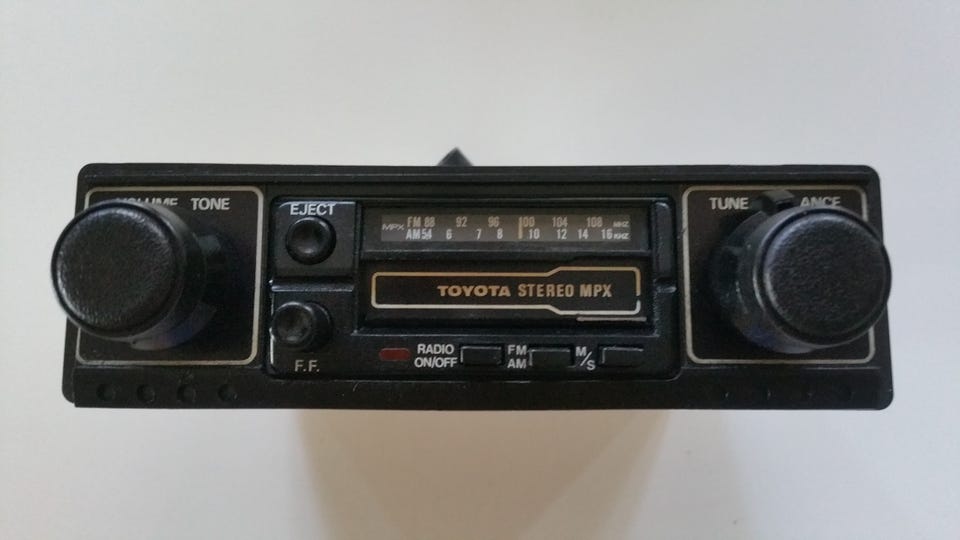 TONE
EJECT
MPX FM 88 92 96 100 104 108 MHZ
AM 54 6 7 8 10 12 14 16 KHZ
TUNE
TOYOTA STEREO MPX
F.F.
RADIO
ON/OFF
FM
AM
M/S